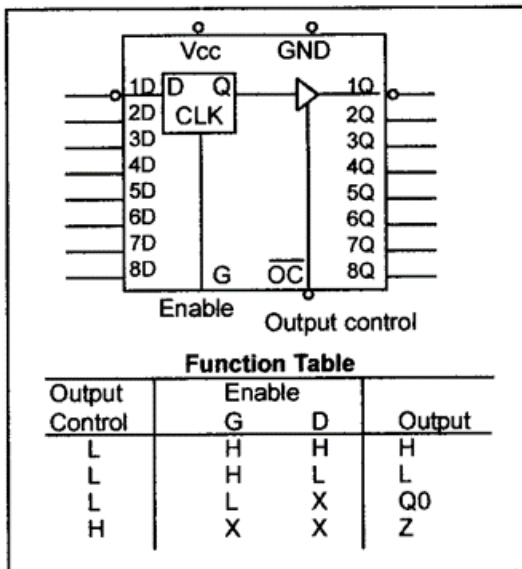 Vcc GND
1D D Q 1Q
2D CLK 2Q
3D 3Q
4D 4Q
5D 5Q
6D 6Q
7D 7Q
8D G OC 8Q
Enable Output control
Function Table
Output Enable
Control G D Output
L H H H
L H L L
L L X Q0
H X X Z